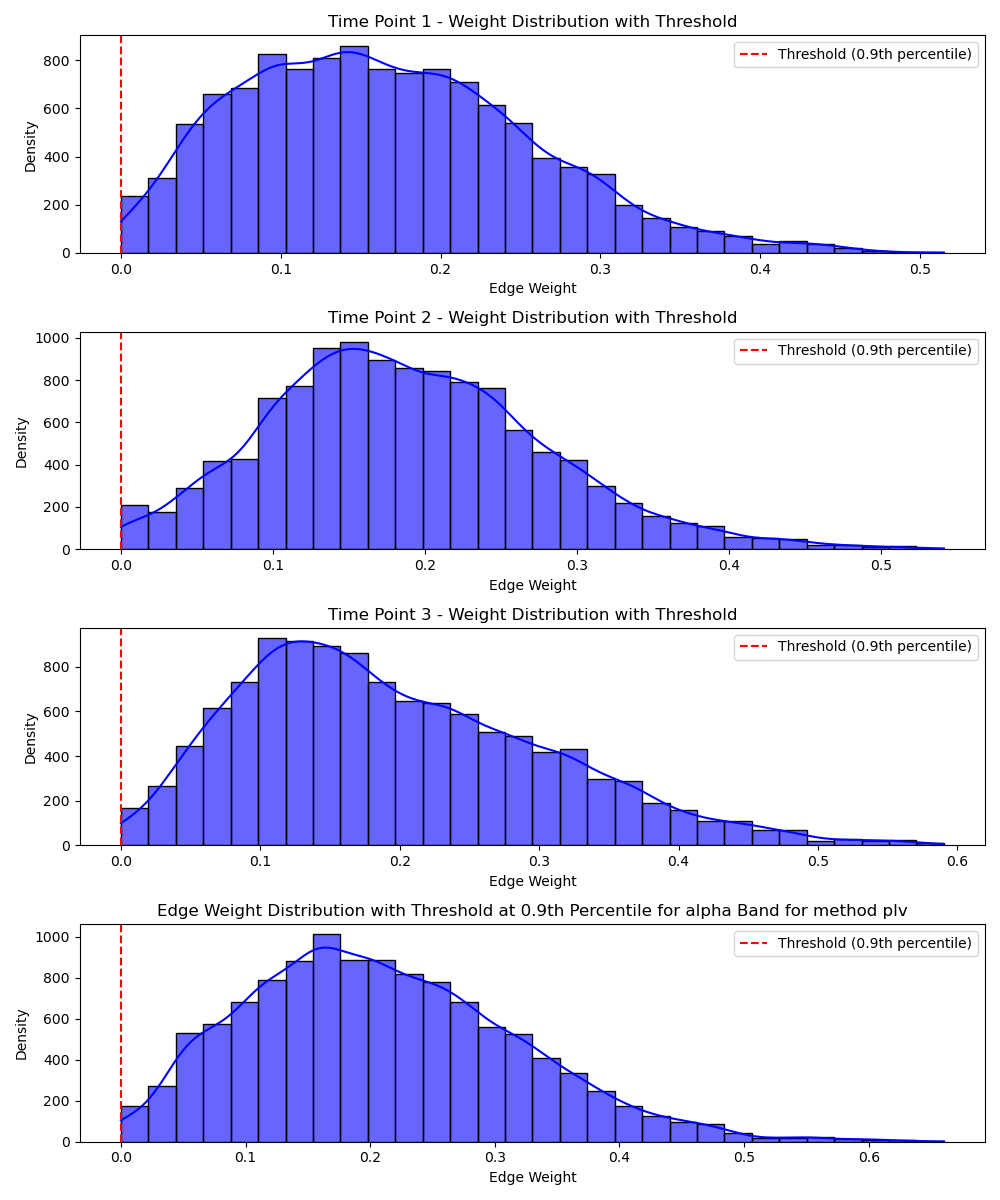 Time Point 1 - Weight Distribution with Threshold
Threshold (0.9th percentile)
Density
800
600
400
200
0
0.0 0.1 0.2 0.3 0.4 0.5
Edge Weight
Time Point 2 - Weight Distribution with Threshold
Threshold (0.9th percentile)
Density
1000
800
600
400
200
0
0.0 0.1 0.2 0.3 0.4 0.5
Edge Weight
Time Point 3 - Weight Distribution with Threshold
Threshold (0.9th percentile)
Density
800
600
400
200
0
0.0 0.1 0.2 0.3 0.4 0.5 0.6
Edge Weight
Edge Weight Distribution with Threshold at 0.9th Percentile for alpha Band for method plv
Threshold (0.9th percentile)
Density
1000
800
600
400
200
0
0.0 0.1 0.2 0.3 0.4 0.5 0.6
Edge Weight